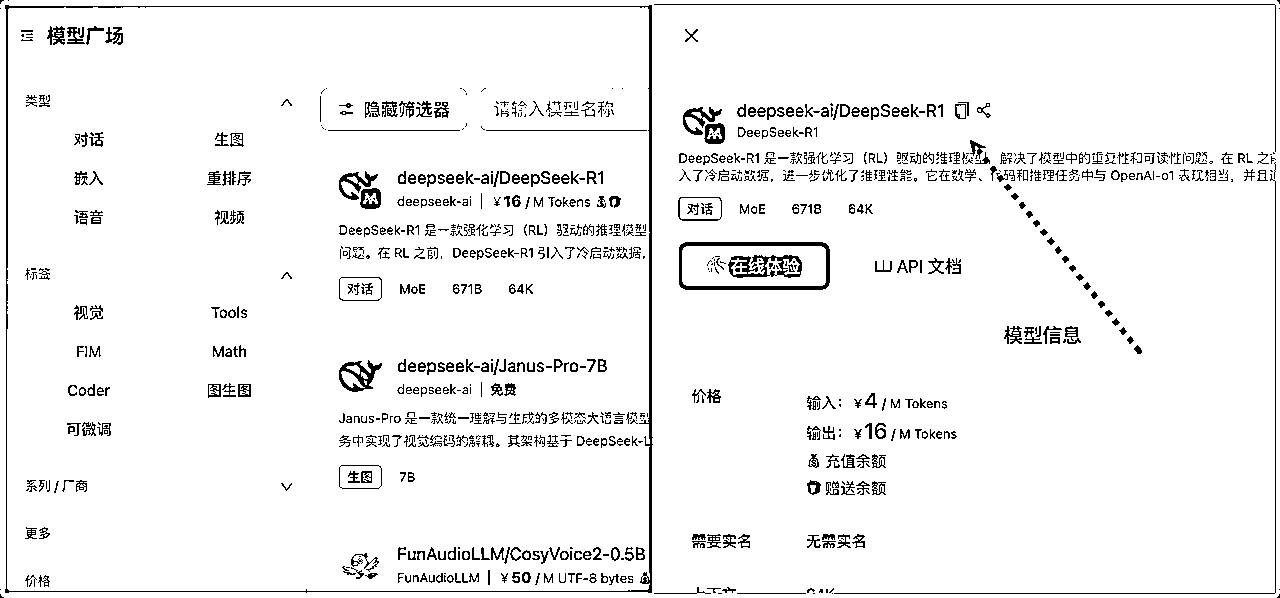 模型广场
类型
对话
生图
嵌入
重排序
语音
视频
标签
视觉
Tools
FIM
Math
Coder
图生图
可微调
系列 / 厂商
更多
价格
隐藏筛选器
请输入模型名称
deepseek-ai/DeepSeek-R1
deepseek-ai | ¥16 / M Tokens
DeepSeek-R1 是一款强化学习（RL）驱动的推理模型
问题。在 RL 之前，DeepSeek-R1 引入了冷启动数据，
对话 MoE 671B 64K
deepseek-ai/Janus-Pro-7B
deepseek-ai | 免费
Janus-Pro 是一款统一理解与生成的多模态大语言模型
务中实现了视觉编码的解耦。其架构基于 DeepSeek-L
生图 7B
FunAudioLLM/CosyVoice2-0.5B
FunAudioLLM | ¥50 / M UTF-8 bytes
deepseek-ai/DeepSeek-R1
DeepSeek-R1
DeepSeek-R1 是一款强化学习（RL）驱动的推理模型，解决了模型中的重复性和可读性问题。在 RL 之前
入了冷启动数据，进一步优化了推理性能。它在数学、代码和推理任务中与 OpenAI-o1 表现相当，并且
对话 MoE 671B 64K
在线体验
API 文档
模型信息
价格
输入：¥4 / M Tokens
输出：¥16 / M Tokens
充值余额
赠送余额
需要实名 无需实名